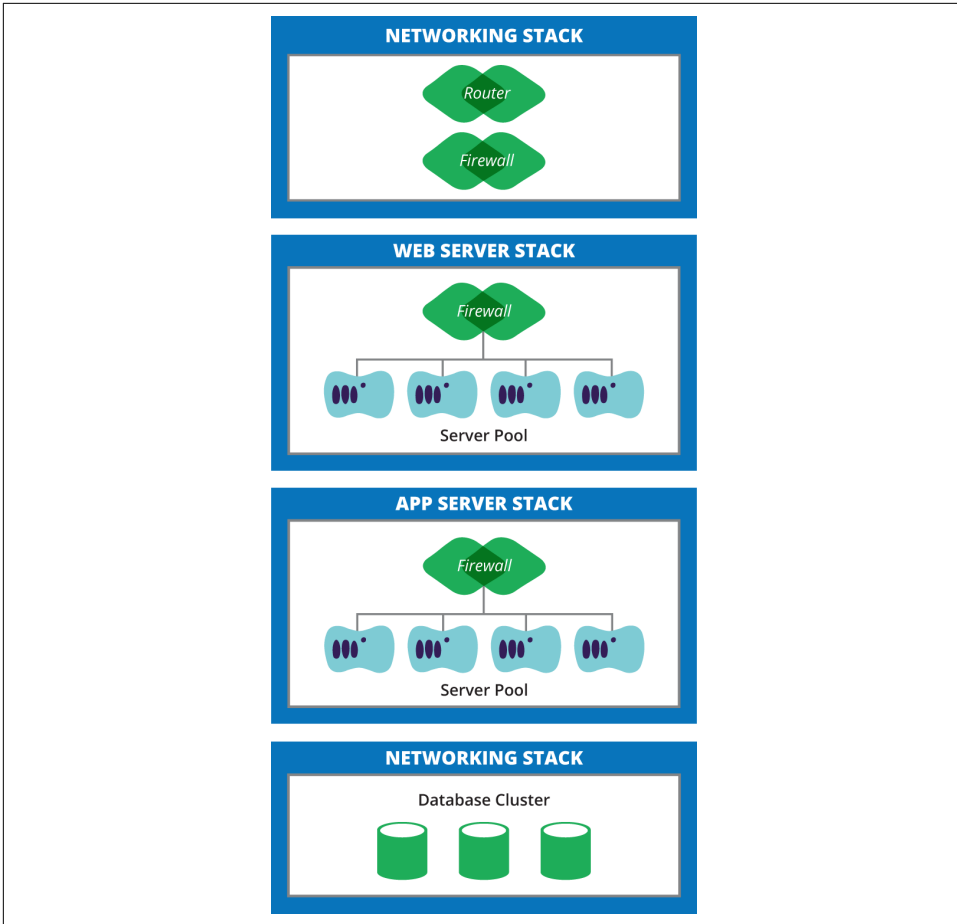 NETWORKING STACK
Router
Firewall
WEB SERVER STACK
Firewall
Server Pool
APP SERVER STACK
Firewall
Server Pool
NETWORKING STACK
Database Cluster